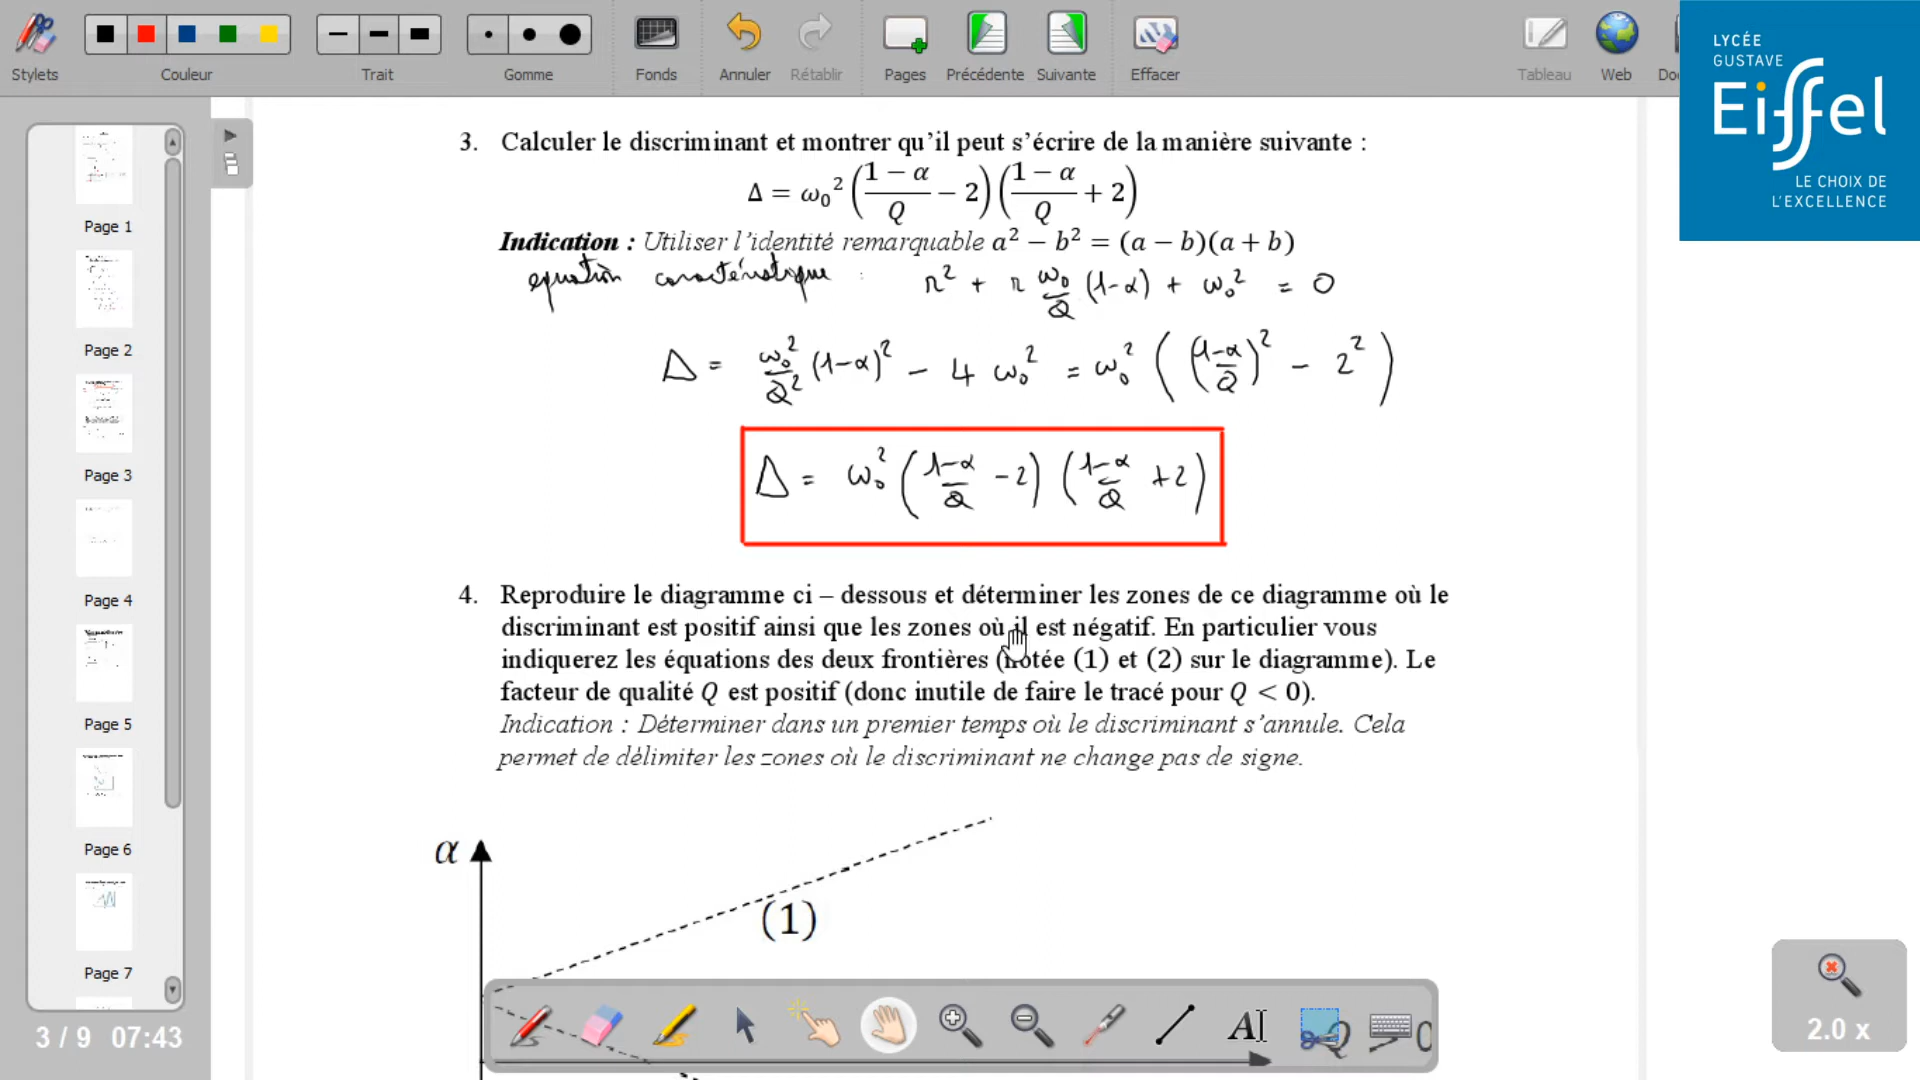 Stylets
Couleur
Trait
Gomme
Fonds
Annuler
Rétablir
Pages
Précédente
Suivante
Effacer
Tableau
Web
LYCÉE
GUSTAVE
Eiffel
LE CHOIX DE
L'EXCELLENCE
Page 1
Page 2
Page 3
Page 4
Page 5
Page 6
Page 7
3 / 9 07:43
3. Calculer le discriminant et montrer qu'il peut s'écrire de la manière suivante :
Δ = ω₀² ((1 − α)/Q − 2)((1 − α)/Q + 2)
Indication : Utiliser l'identité remarquable a² − b² = (a − b)(a + b)
equation caractéristique : r² + r ω₀/Q (1-α) + ω₀² = 0
Δ = ω₀²/Q² (1-α)² - 4 ω₀² = ω₀² (((1-α)/Q)² - 2²)
Δ = ω₀² ((1-α)/Q - 2) ((1-α)/Q + 2)
4. Reproduire le diagramme ci – dessous et déterminer les zones de ce diagramme où le
discriminant est positif ainsi que les zones où il est négatif. En particulier vous
indiquerez les équations des deux frontières (notée (1) et (2) sur le diagramme). Le
facteur de qualité Q est positif (donc inutile de faire le tracé pour Q < 0).
Indication : Déterminer dans un premier temps où le discriminant s'annule. Cela
permet de délimiter les zones où le discriminant ne change pas de signe.
α
(1)
Q
2.0 x